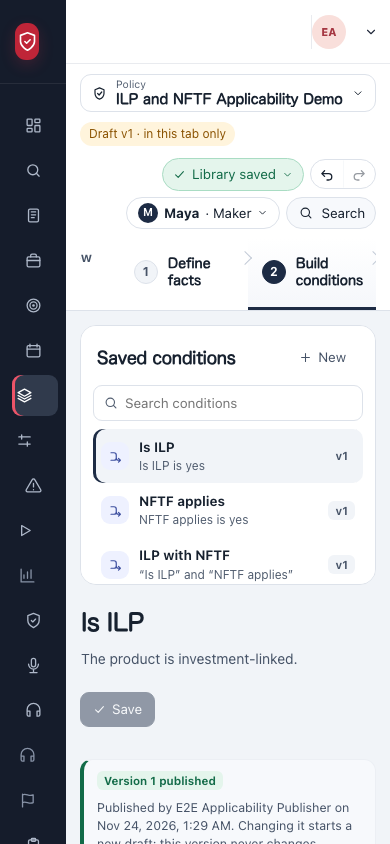 EA
Policy
ILP and NFTF Applicability Demo
Draft v1 · in this tab only
Library saved
M Maya · Maker
Search
w
1 Define facts
2 Build conditions
Saved conditions
New
Search conditions
Is ILP
Is ILP is yes
v1
NFTF applies
NFTF applies is yes
v1
ILP with NFTF
“Is ILP” and “NFTF applies”
v1
Is ILP
The product is investment-linked.
Save
Version 1 published
Published by E2E Applicability Publisher on
Nov 24, 2026, 1:29 AM. Changing it starts a
new draft; this version never changes